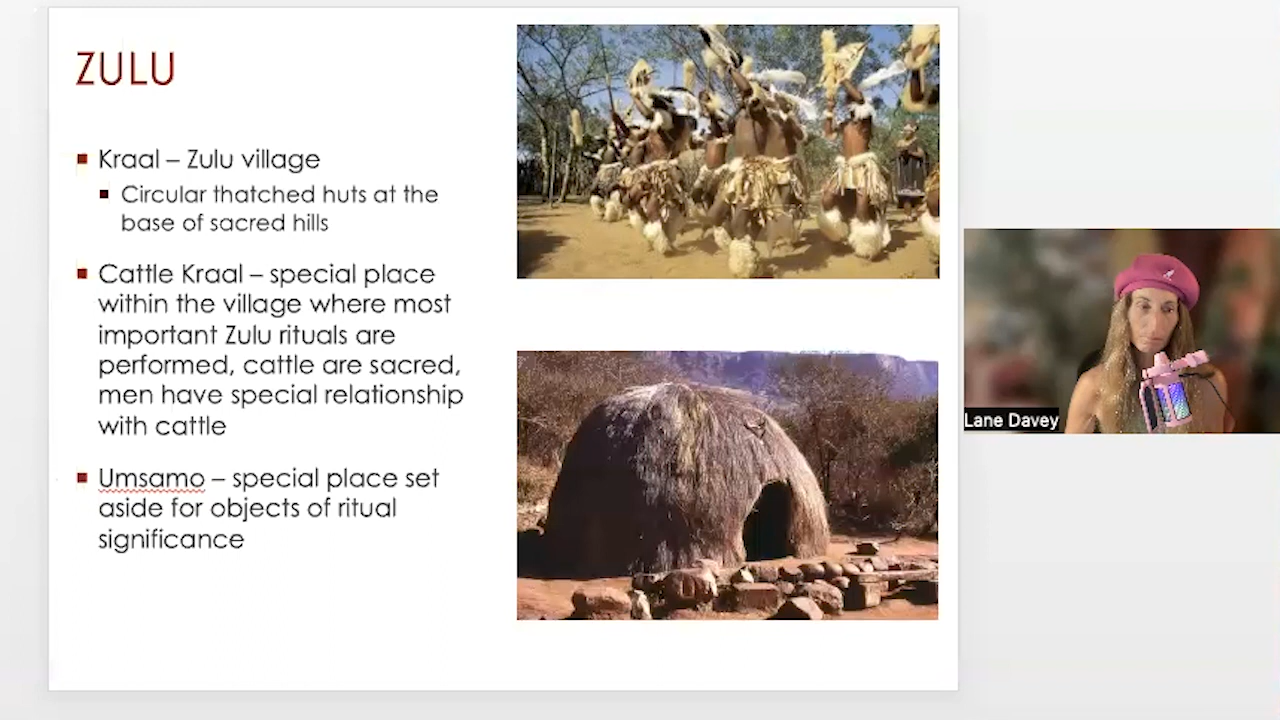 ZULU
▪ Kraal – Zulu village
▪ Circular thatched huts at the
base of sacred hills
▪ Cattle Kraal – special place
within the village where most
important Zulu rituals are
performed, cattle are sacred,
men have special relationship
with cattle
▪ Umsamo – special place set
aside for objects of ritual
significance
Lane Davey